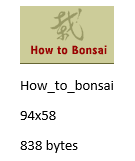 How to Bonsai
How_to_bonsai
94x58
838 bytes